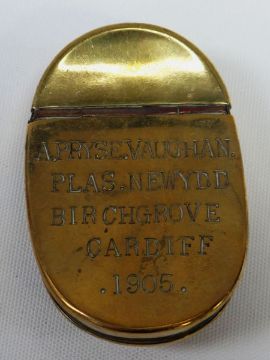 A.PRYSE.VAUGHAN.
PLAS.NEWYDD
BIRCHGROVE
CARDIFF
.1905.